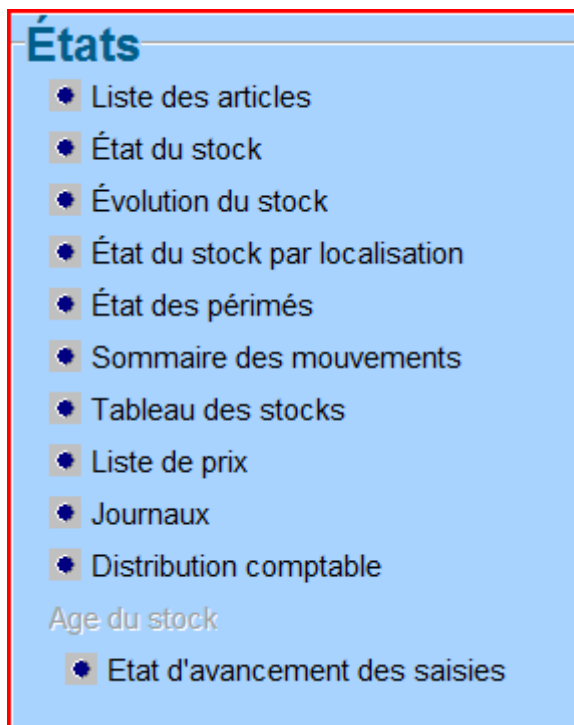 États
Liste des articles
État du stock
Évolution du stock
État du stock par localisation
État des périmés
Sommaire des mouvements
Tableau des stocks
Liste de prix
Journaux
Distribution comptable
Age du stock
Etat d'avancement des saisies